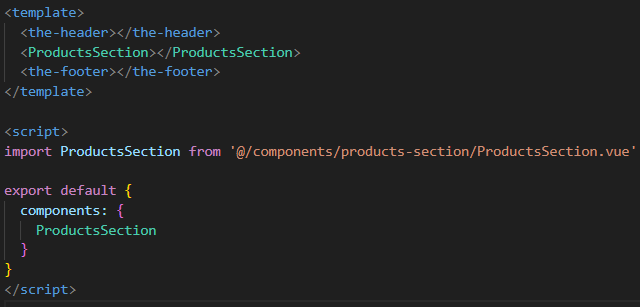 <template>
<the-header></the-header>
<ProductsSection></ProductsSection>
<the-footer></the-footer>
</template>
<script>
import ProductsSection from '@/components/products-section/ProductsSection.vue'
export default {
components: {
ProductsSection
}
}
</script>